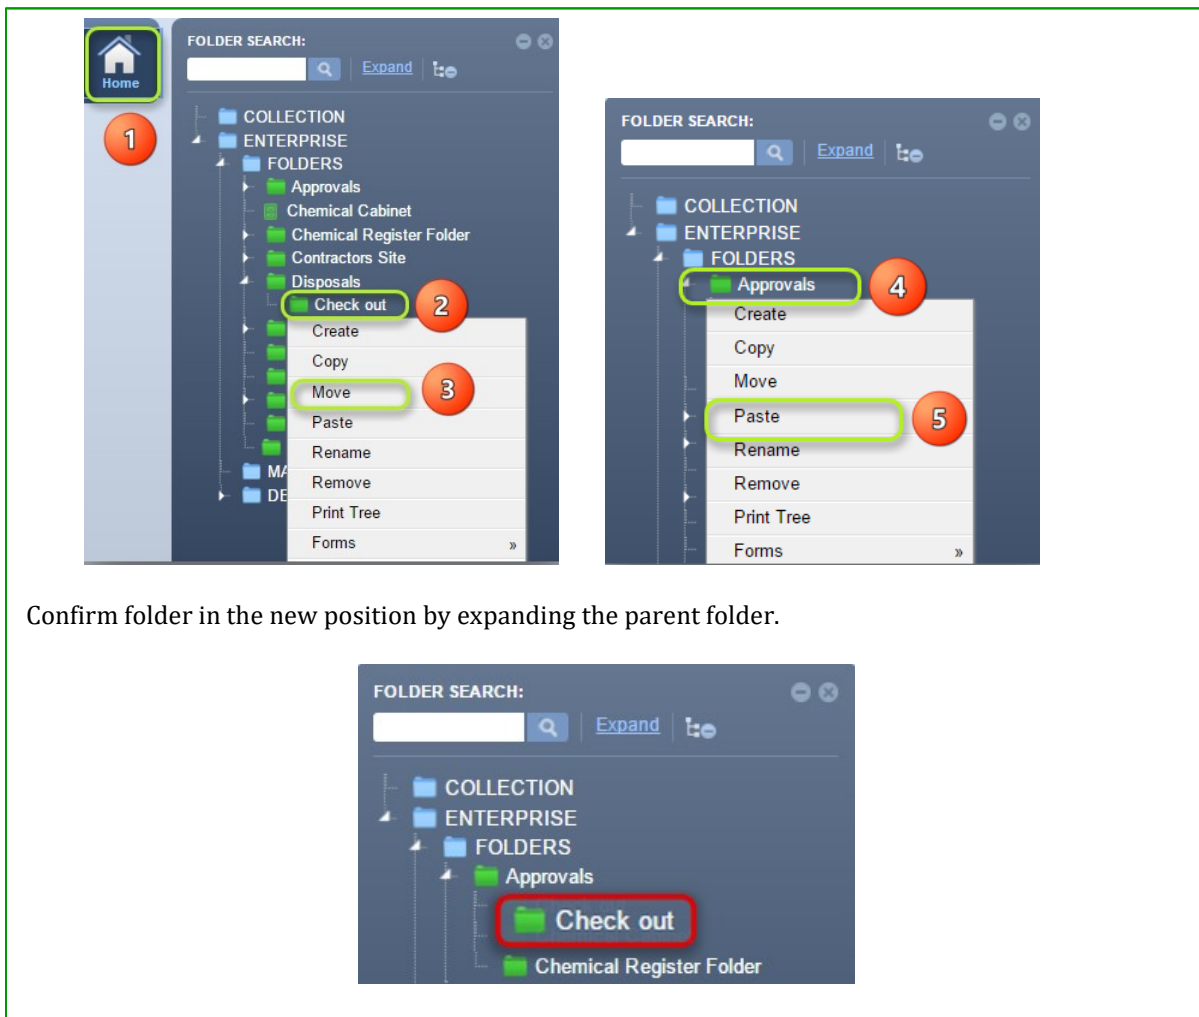 Home
1
FOLDER SEARCH:
Expand
COLLECTION
ENTERPRISE
FOLDERS
Approvals
Chemical Cabinet
Chemical Register Folder
Contractors Site
Disposals
Check out
2
Create
Copy
Move
3
Paste
Rename
MA
Remove
DE
Print Tree
Forms »
FOLDER SEARCH:
Expand
COLLECTION
ENTERPRISE
FOLDERS
Approvals
4
Create
Copy
Move
Paste
5
Rename
Remove
Print Tree
Forms »
Confirm folder in the new position by expanding the parent folder.
FOLDER SEARCH:
Expand
COLLECTION
ENTERPRISE
FOLDERS
Approvals
Check out
Chemical Register Folder